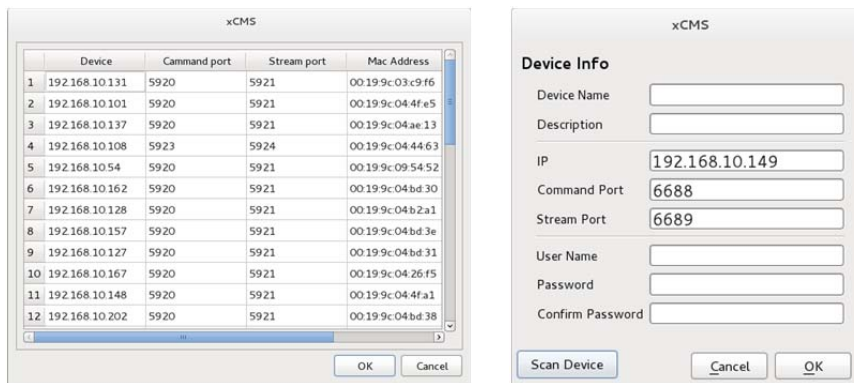 xCMS
Device Cammand port Stream port Mac Address
1 192.168.10.131 5920 5921 00:19:9c:03:c9:f6
2 192.168.10.101 5920 5921 00:19:9c:04:4f:e5
3 192.168.10.137 5920 5921 00:19:9c:04:ae:13
4 192.168.10.108 5923 5924 00:19:9c:04:44:63
5 192.168.10.54 5920 5921 00:19:9c:09:54:52
6 192.168.10.162 5920 5921 00:19:9c:04:bd:30
7 192.168.10.128 5920 5921 00:19:9c:04:b2:a1
8 192.168.10.157 5920 5921 00:19:9c:04:bd:3e
9 192.168.10.127 5920 5921 00:19:9c:04:bd:31
10 192.168.10.167 5920 5921 00:19:9c:04:26:f5
11 192.168.10.148 5920 5921 00:19:9c:04:4f:a1
12 192.168.10.202 5920 5921 00:19:9c:04:bd:38
OK Cancel
xCMS
Device Info
Device Name
Description
IP 192.168.10.149
Command Port 6688
Stream Port 6689
User Name
Password
Confirm Password
Scan Device Cancel OK